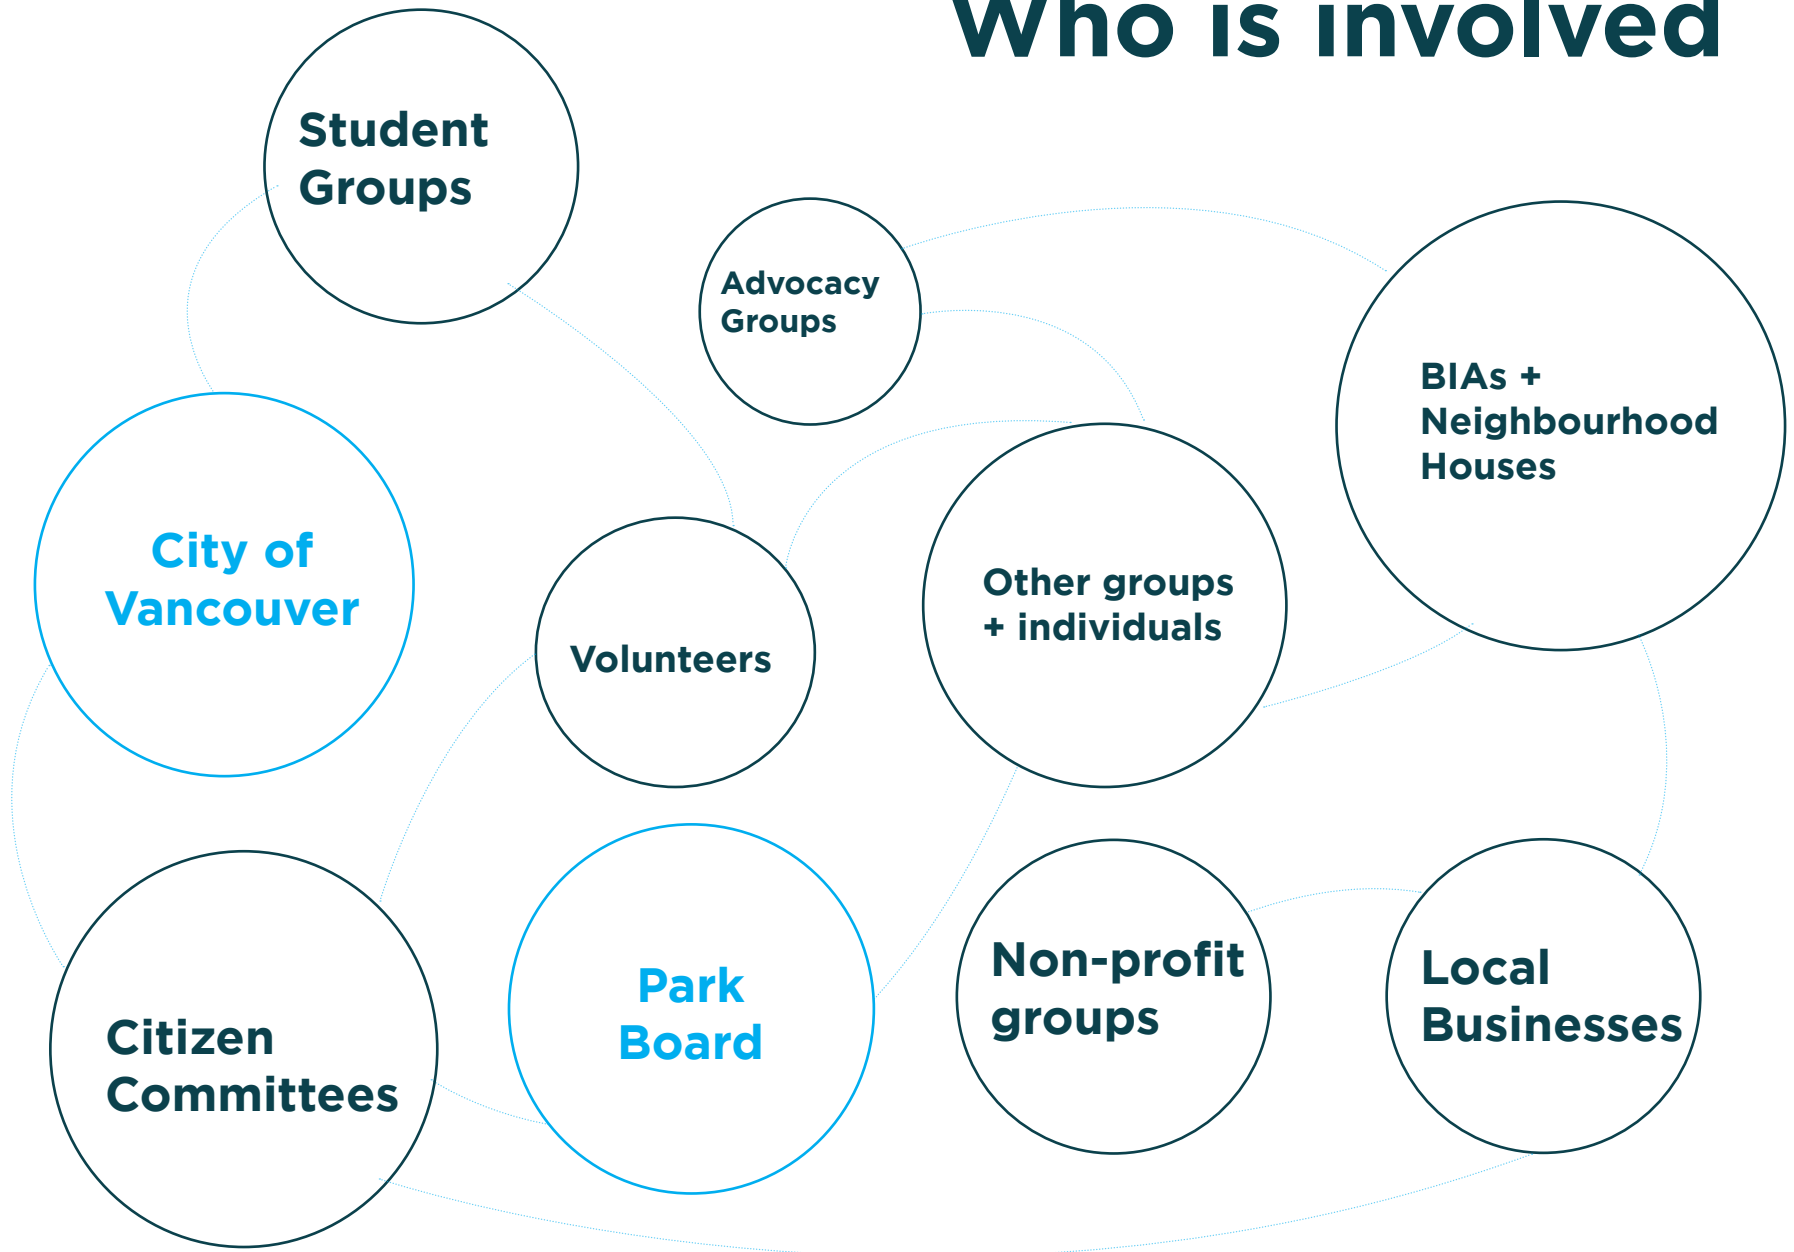 Who is involved
Student
Groups
Advocacy
Groups
BIAs +
Neighbourhood
Houses
City of
Vancouver
Volunteers
Other groups
+ individuals
Citizen
Committees
Park
Board
Non-profit
groups
Local
Businesses